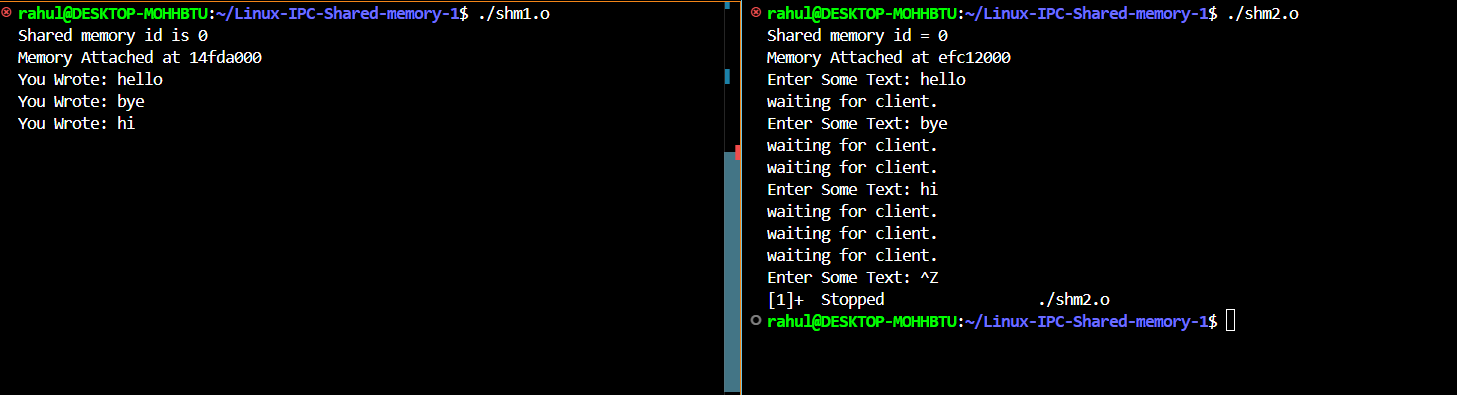 rahul@DESKTOP-MOHHBTU:~/Linux-IPC-Shared-memory-1$ ./shm1.o
Shared memory id is 0
Memory Attached at 14fda000
You Wrote: hello
You Wrote: bye
You Wrote: hi
rahul@DESKTOP-MOHHBTU:~/Linux-IPC-Shared-memory-1$ ./shm2.o
Shared memory id = 0
Memory Attached at efc12000
Enter Some Text: hello
waiting for client.
Enter Some Text: bye
waiting for client.
waiting for client.
Enter Some Text: hi
waiting for client.
waiting for client.
waiting for client.
Enter Some Text: ^Z
[1]+  Stopped                 ./shm2.o
rahul@DESKTOP-MOHHBTU:~/Linux-IPC-Shared-memory-1$